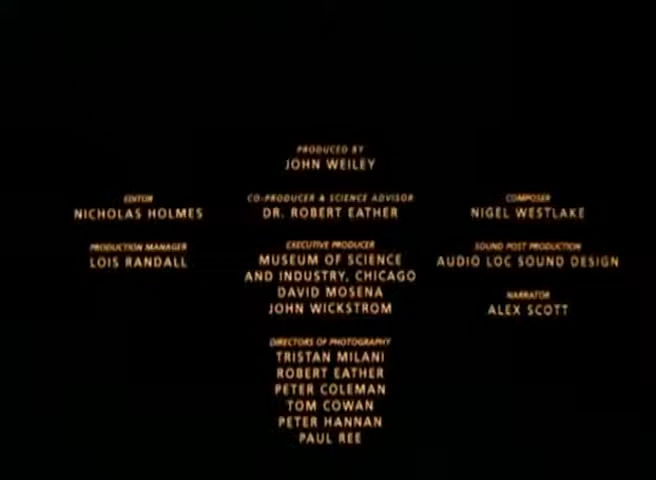 PRODUCED BY
JOHN WEILEY
EDITOR
NICHOLAS HOLMES
PRODUCTION MANAGER
LOIS RANDALL
CO-PRODUCER & SCIENCE ADVISOR
DR. ROBERT EATHER
EXECUTIVE PRODUCER
MUSEUM OF SCIENCE
AND INDUSTRY, CHICAGO
DAVID MOSENA
JOHN WICKSTROM
DIRECTORS OF PHOTOGRAPHY
TRISTAN MILANI
ROBERT EATHER
PETER COLEMAN
TOM COWAN
PETER HANNAN
PAUL REE
COMPOSER
NIGEL WESTLAKE
SOUND POST PRODUCTION
AUDIO LOC SOUND DESIGN
NARRATOR
ALEX SCOTT